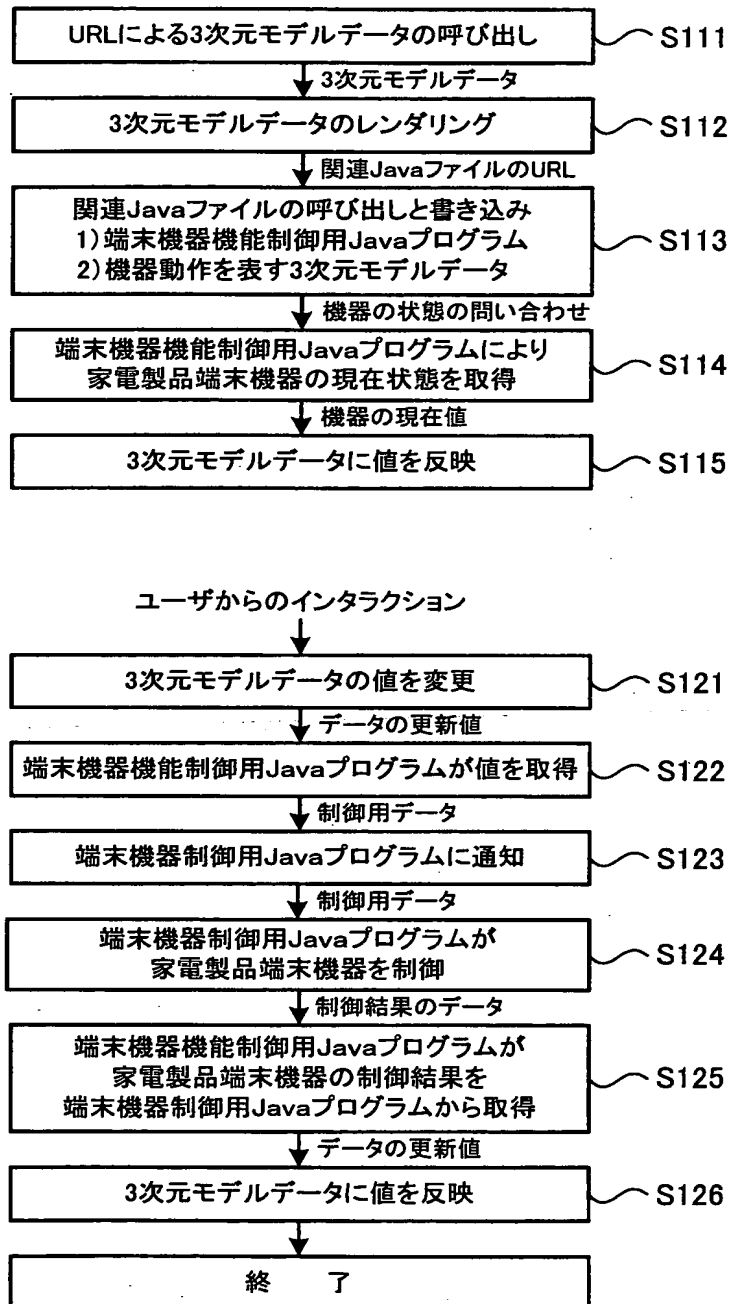 URLによる3次元モデルデータの呼び出し
S111
3次元モデルデータ
3次元モデルデータのレンダリング
S112
関連JavaファイルのURL
関連Javaファイルの呼び出しと書き込み
1)端末機器機能制御用Javaプログラム
2)機器動作を表す3次元モデルデータ
S113
機器の状態の問い合わせ
端末機器機能制御用Javaプログラムにより
家電製品端末機器の現在状態を取得
S114
機器の現在値
3次元モデルデータに値を反映
S115
ユーザからのインタラクション
3次元モデルデータの値を変更
S121
データの更新値
端末機器機能制御用Javaプログラムが値を取得
S122
制御用データ
端末機器制御用Javaプログラムに通知
S123
制御用データ
端末機器制御用Javaプログラムが
家電製品端末機器を制御
S124
制御結果のデータ
端末機器機能制御用Javaプログラムが
家電製品端末機器の制御結果を
端末機器制御用Javaプログラムから取得
S125
データの更新値
3次元モデルデータに値を反映
S126
終 了